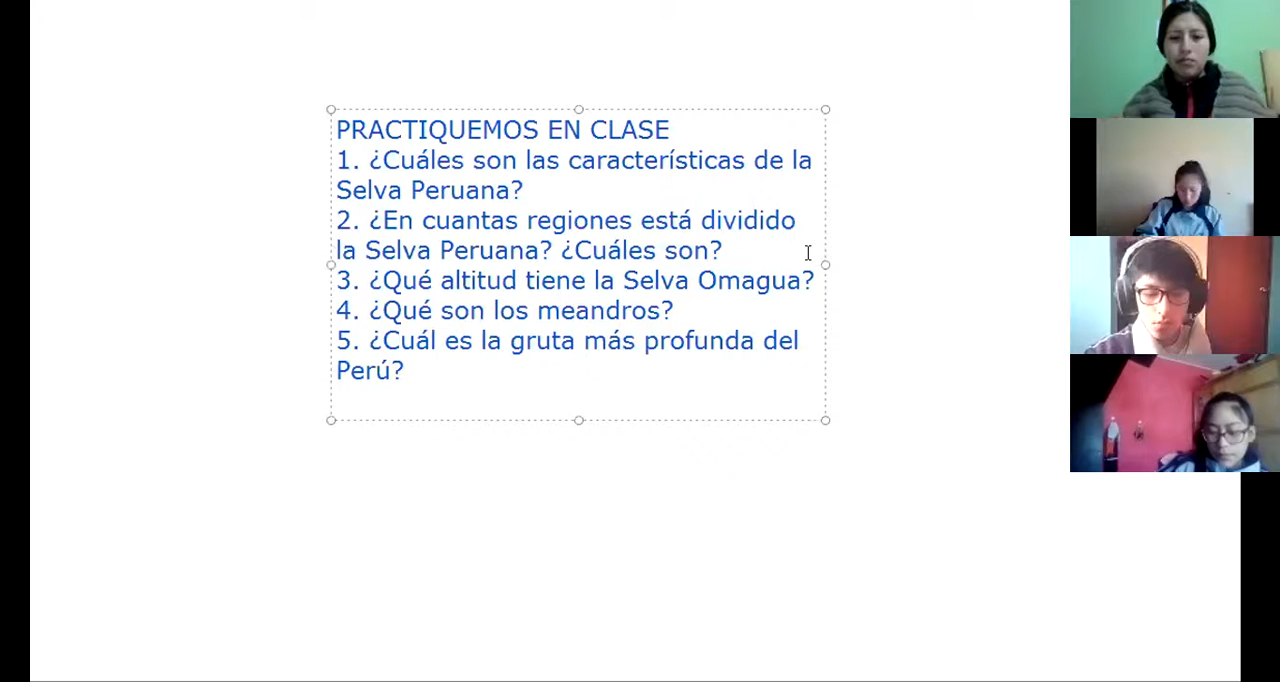 PRACTIQUEMOS EN CLASE
1. ¿Cuáles son las características de la
Selva Peruana?
2. ¿En cuantas regiones está dividido
la Selva Peruana? ¿Cuáles son?
3. ¿Qué altitud tiene la Selva Omagua?
4. ¿Qué son los meandros?
5. ¿Cuál es la gruta más profunda del
Perú?